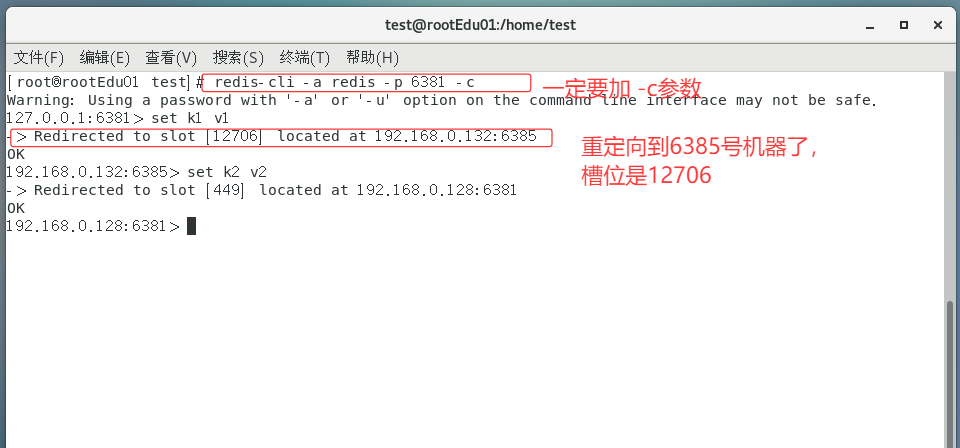 test@rootEdu01:/home/test
文件(F) 编辑(E) 查看(V) 搜索(S) 终端(T) 帮助(H)
[root@rootEdu01 test]# redis-cli -a redis -p 6381 -c
一定要加 -c参数
Warning: Using a password with '-a' or '-u' option on the command line interface may not be safe.
127.0.0.1:6381> set k1 v1
-> Redirected to slot [12706] located at 192.168.0.132:6385
重定向到6385号机器了，
槽位是12706
OK
192.168.0.132:6385> set k2 v2
-> Redirected to slot [449] located at 192.168.0.128:6381
OK
192.168.0.128:6381>